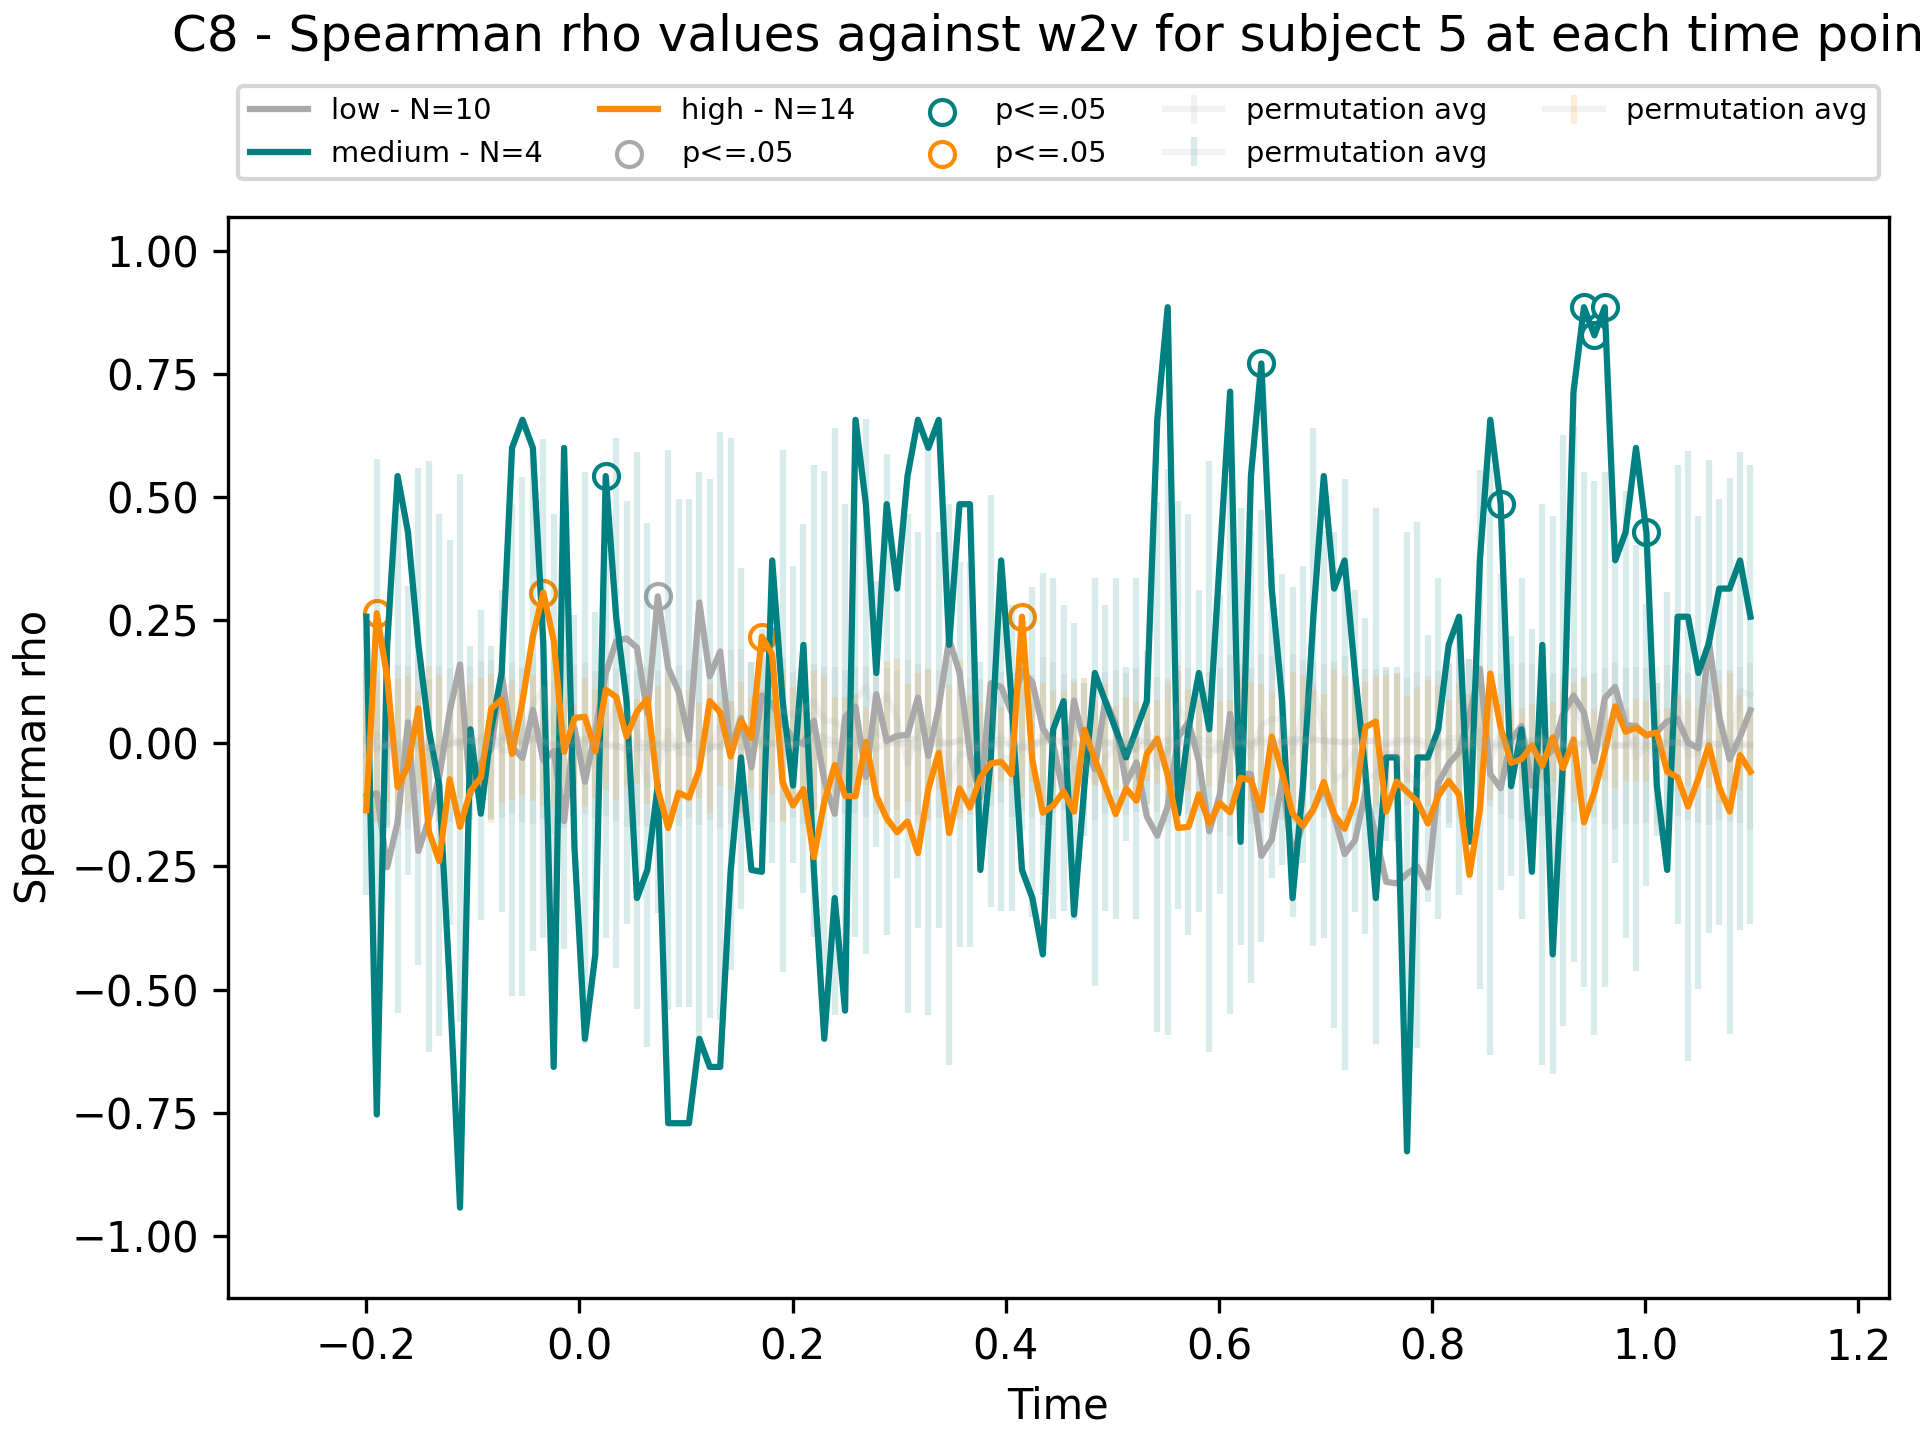 C8 - Spearman rho values against w2v for subject 5 at each time poin
low - N=10
medium - N=4
high - N=14
p<=.05
p<=.05
p<=.05
permutation avg
permutation avg
permutation avg
Spearman rho
1.00
0.75
0.50
0.25
0.00
−0.25
−0.50
−0.75
−1.00
−0.2 0.0 0.2 0.4 0.6 0.8 1.0 1.2
Time